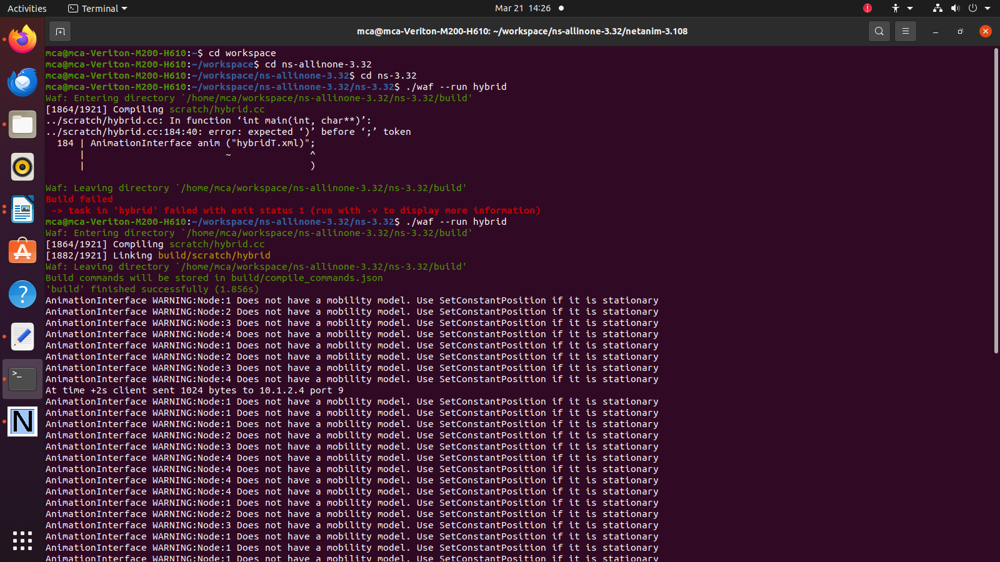 Activities
Terminal
Mar 21 14:26
mca@mca-Veriton-M200-H610: ~/workspace/ns-allinone-3.32/netanim-3.108
mca@mca-Veriton-M200-H610:~$ cd workspace
mca@mca-Veriton-M200-H610:~/workspace$ cd ns-allinone-3.32
mca@mca-Veriton-M200-H610:~/workspace/ns-allinone-3.32$ cd ns-3.32
mca@mca-Veriton-M200-H610:~/workspace/ns-allinone-3.32/ns-3.32$ ./waf --run hybrid
Waf: Entering directory `/home/mca/workspace/ns-allinone-3.32/ns-3.32/build'
[1864/1921] Compiling scratch/hybrid.cc
../scratch/hybrid.cc: In function ‘int main(int, char**)’:
../scratch/hybrid.cc:184:40: error: expected ‘)’ before ‘;’ token
184 | AnimationInterface anim ("hybridT.xml)";
| ~ ^
| )
Waf: Leaving directory `/home/mca/workspace/ns-allinone-3.32/ns-3.32/build'
Build failed
-> task in 'hybrid' failed with exit status 1 (run with -v to display more information)
mca@mca-Veriton-M200-H610:~/workspace/ns-allinone-3.32/ns-3.32$ ./waf --run hybrid
Waf: Entering directory `/home/mca/workspace/ns-allinone-3.32/ns-3.32/build'
[1864/1921] Compiling scratch/hybrid.cc
[1882/1921] Linking build/scratch/hybrid
Waf: Leaving directory `/home/mca/workspace/ns-allinone-3.32/ns-3.32/build'
Build commands will be stored in build/compile_commands.json
'build' finished successfully (1.856s)
AnimationInterface WARNING:Node:1 Does not have a mobility model. Use SetConstantPosition if it is stationary
AnimationInterface WARNING:Node:2 Does not have a mobility model. Use SetConstantPosition if it is stationary
AnimationInterface WARNING:Node:3 Does not have a mobility model. Use SetConstantPosition if it is stationary
AnimationInterface WARNING:Node:4 Does not have a mobility model. Use SetConstantPosition if it is stationary
AnimationInterface WARNING:Node:1 Does not have a mobility model. Use SetConstantPosition if it is stationary
AnimationInterface WARNING:Node:2 Does not have a mobility model. Use SetConstantPosition if it is stationary
AnimationInterface WARNING:Node:3 Does not have a mobility model. Use SetConstantPosition if it is stationary
AnimationInterface WARNING:Node:4 Does not have a mobility model. Use SetConstantPosition if it is stationary
At time +2s client sent 1024 bytes to 10.1.2.4 port 9
AnimationInterface WARNING:Node:1 Does not have a mobility model. Use SetConstantPosition if it is stationary
AnimationInterface WARNING:Node:1 Does not have a mobility model. Use SetConstantPosition if it is stationary
AnimationInterface WARNING:Node:1 Does not have a mobility model. Use SetConstantPosition if it is stationary
AnimationInterface WARNING:Node:2 Does not have a mobility model. Use SetConstantPosition if it is stationary
AnimationInterface WARNING:Node:3 Does not have a mobility model. Use SetConstantPosition if it is stationary
AnimationInterface WARNING:Node:4 Does not have a mobility model. Use SetConstantPosition if it is stationary
AnimationInterface WARNING:Node:4 Does not have a mobility model. Use SetConstantPosition if it is stationary
AnimationInterface WARNING:Node:4 Does not have a mobility model. Use SetConstantPosition if it is stationary
AnimationInterface WARNING:Node:4 Does not have a mobility model. Use SetConstantPosition if it is stationary
AnimationInterface WARNING:Node:1 Does not have a mobility model. Use SetConstantPosition if it is stationary
AnimationInterface WARNING:Node:2 Does not have a mobility model. Use SetConstantPosition if it is stationary
AnimationInterface WARNING:Node:3 Does not have a mobility model. Use SetConstantPosition if it is stationary
AnimationInterface WARNING:Node:1 Does not have a mobility model. Use SetConstantPosition if it is stationary
AnimationInterface WARNING:Node:1 Does not have a mobility model. Use SetConstantPosition if it is stationary
AnimationInterface WARNING:Node:1 Does not have a mobility model. Use SetConstantPosition if it is stationary